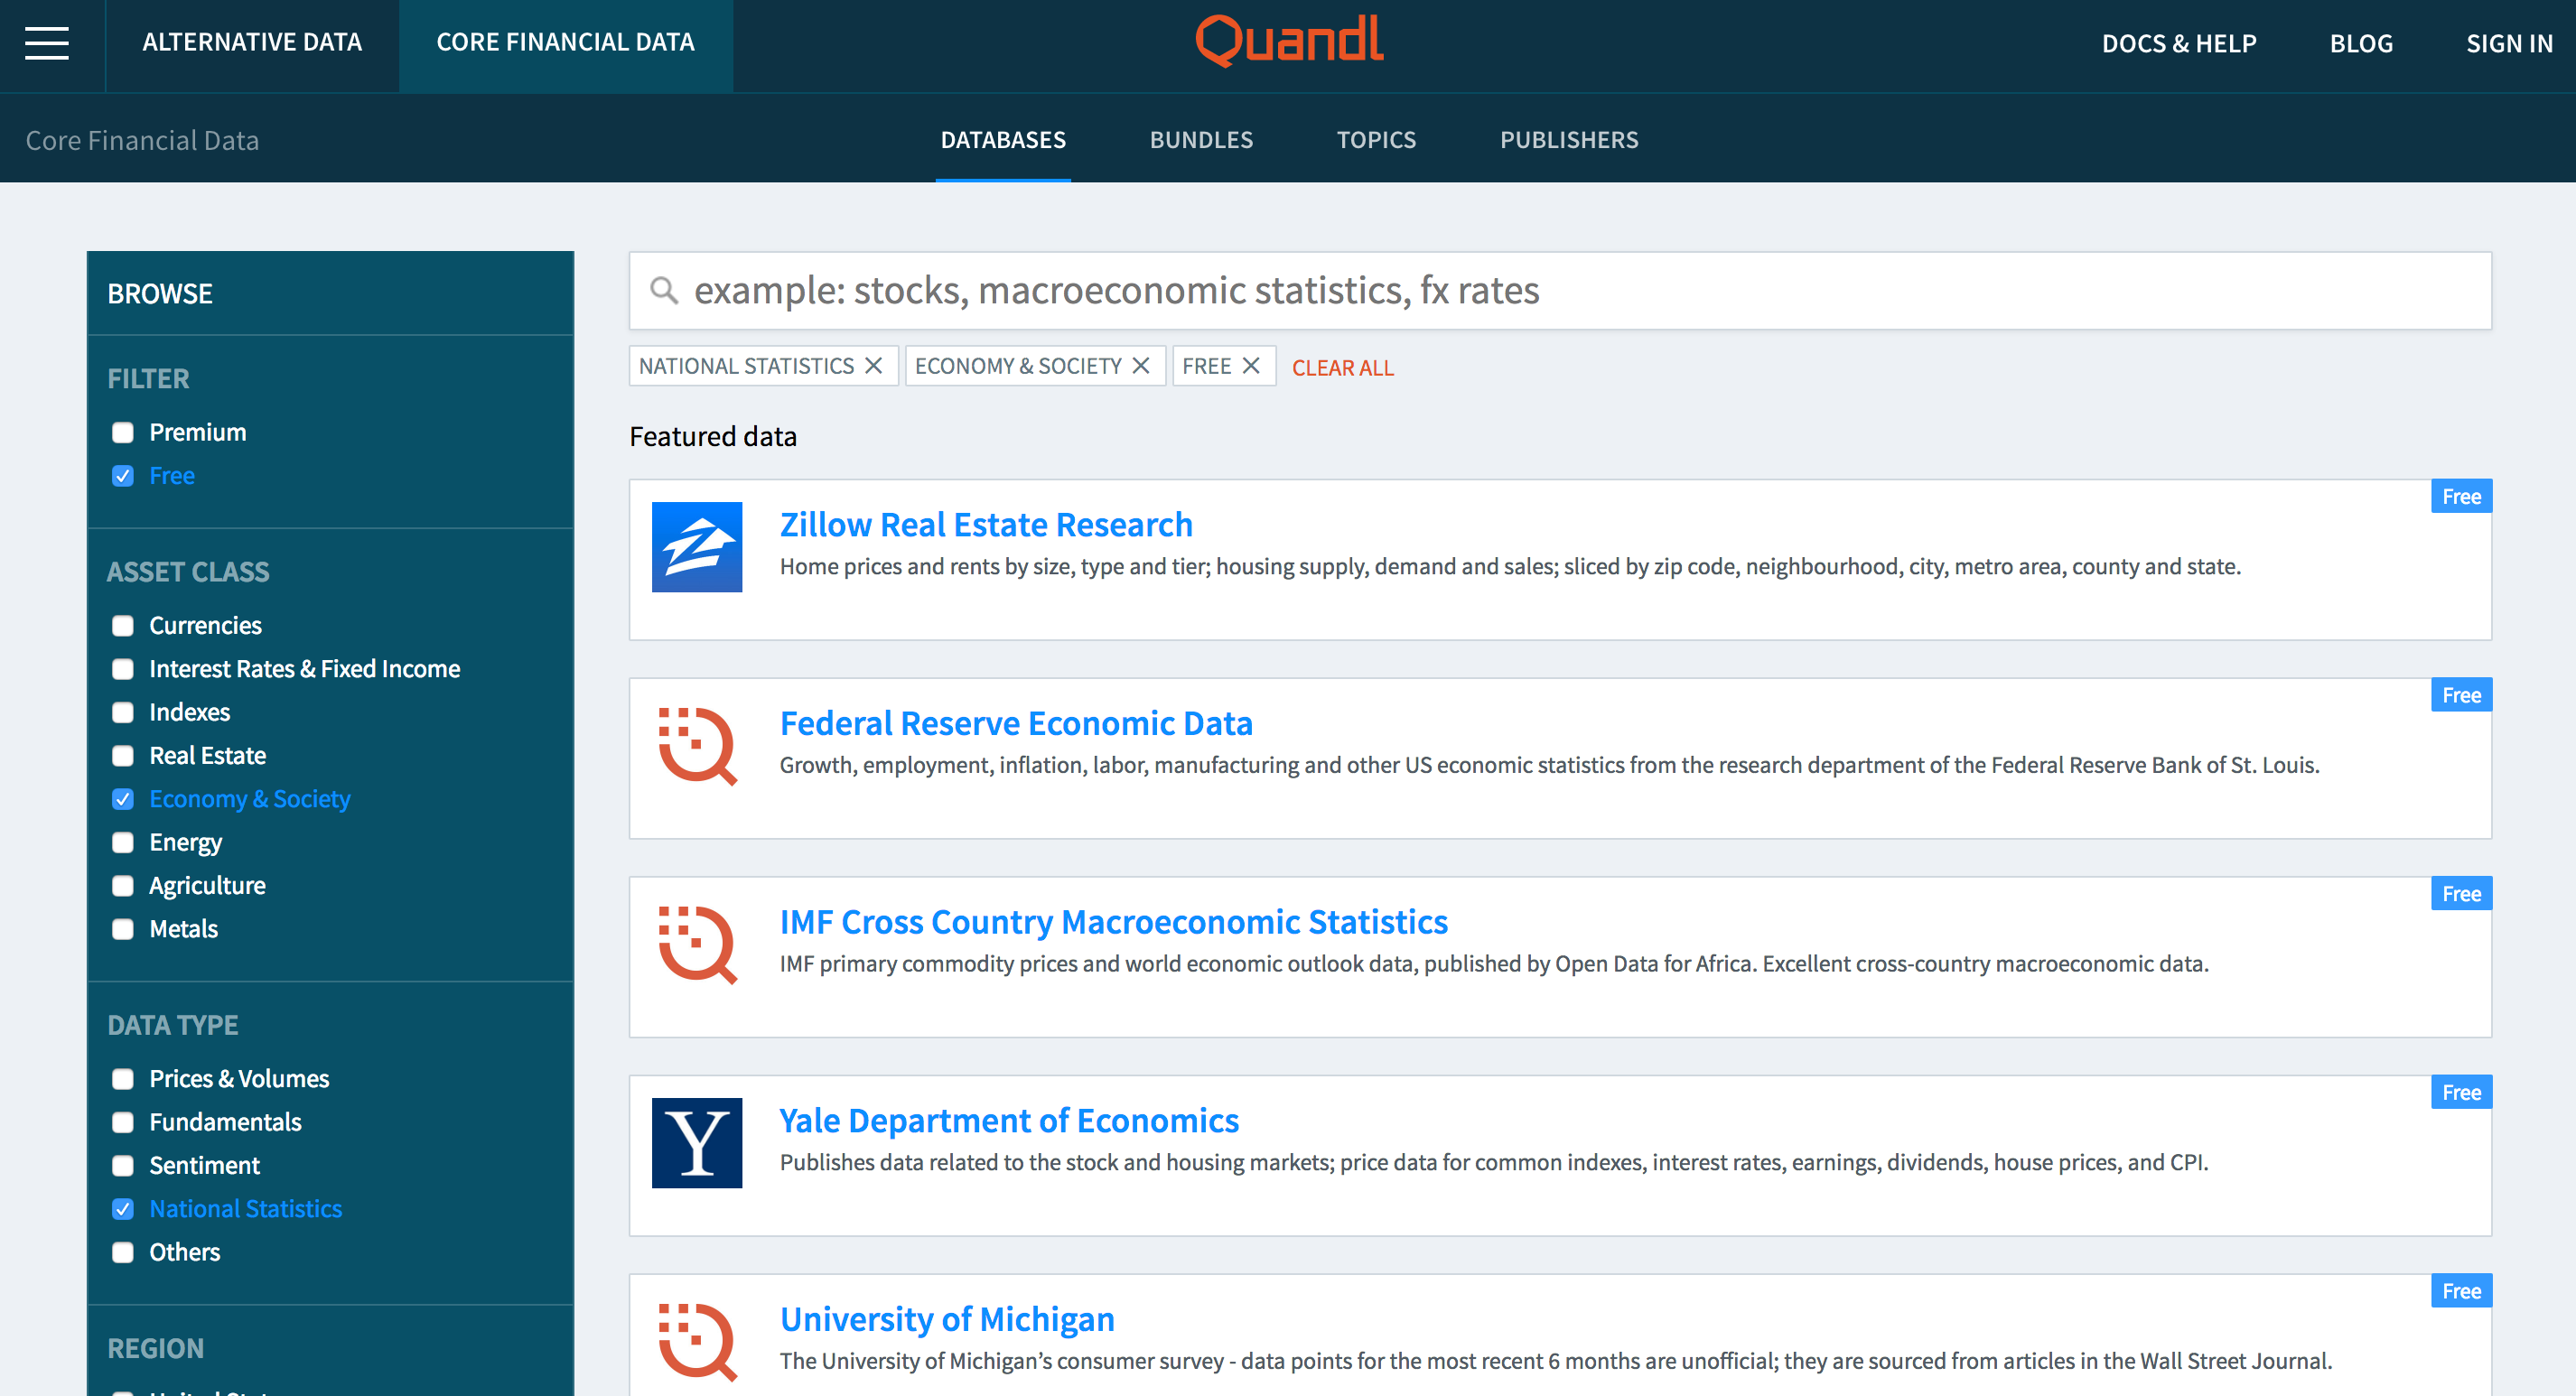 ALTERNATIVE DATA
CORE FINANCIAL DATA
Quandl
DOCS & HELP
BLOG
SIGN IN
Core Financial Data
DATABASES
BUNDLES
TOPICS
PUBLISHERS
BROWSE
FILTER
Premium
Free
ASSET CLASS
Currencies
Interest Rates & Fixed Income
Indexes
Real Estate
Economy & Society
Energy
Agriculture
Metals
DATA TYPE
Prices & Volumes
Fundamentals
Sentiment
National Statistics
Others
REGION
example: stocks, macroeconomic statistics, fx rates
NATIONAL STATISTICS
ECONOMY & SOCIETY
FREE
CLEAR ALL
Featured data
Free
Zillow Real Estate Research
Home prices and rents by size, type and tier; housing supply, demand and sales; sliced by zip code, neighbourhood, city, metro area, county and state.
Free
Federal Reserve Economic Data
Growth, employment, inflation, labor, manufacturing and other US economic statistics from the research department of the Federal Reserve Bank of St. Louis.
Free
IMF Cross Country Macroeconomic Statistics
IMF primary commodity prices and world economic outlook data, published by Open Data for Africa. Excellent cross-country macroeconomic data.
Free
Y
Yale Department of Economics
Publishes data related to the stock and housing markets; price data for common indexes, interest rates, earnings, dividends, house prices, and CPI.
Free
University of Michigan
The University of Michigan’s consumer survey - data points for the most recent 6 months are unofficial; they are sourced from articles in the Wall Street Journal.